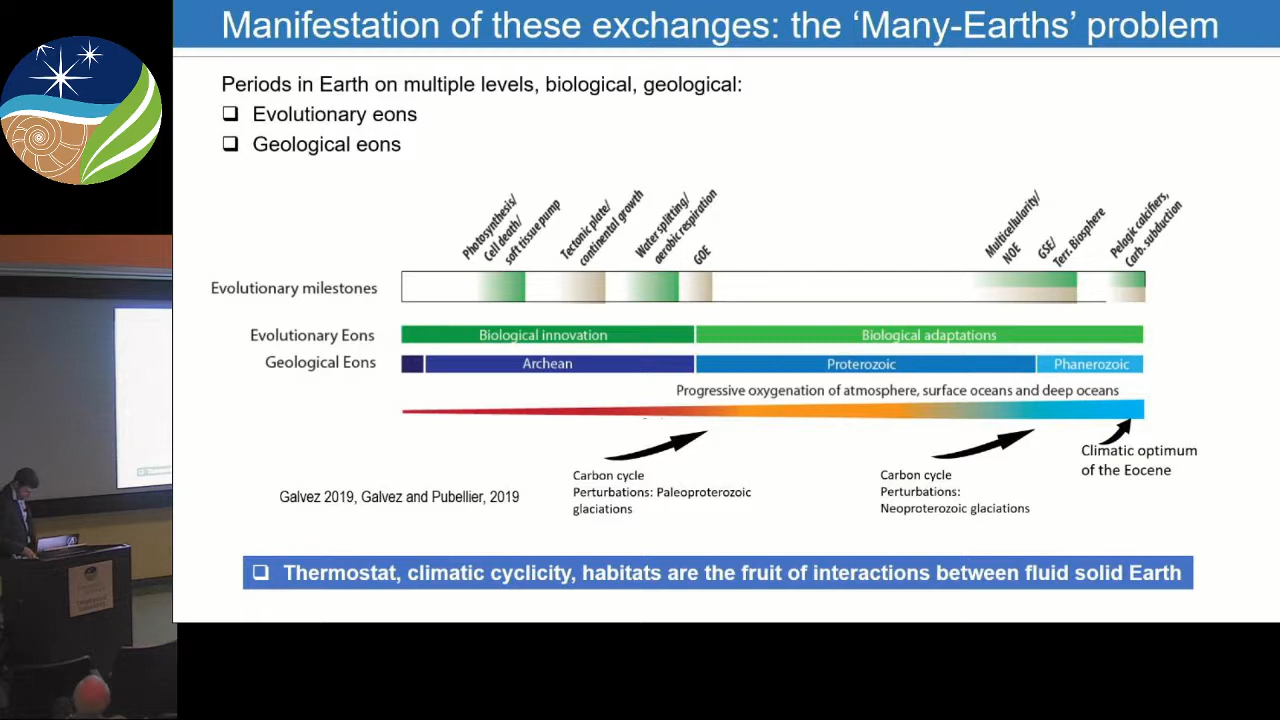 Manifestation of these exchanges: the ‘Many-Earths’ problem
Periods in Earth on multiple levels, biological, geological:
Evolutionary eons
Geological eons
Photosynthesis/
Cell death/
soft tissue pump
Tectonic plate/
continental growth
Water splitting/
aerobic respiration
GOE
Multicellularity/
NOE
GSE/
Terr. Biosphere
Pelagic calcifiers,
Carb. subduction
Evolutionary milestones
Evolutionary Eons
Biological innovation
Biological adaptations
Geological Eons
Archean
Proterozoic
Phanerozoic
Progressive oxygenation of atmosphere, surface oceans and deep oceans
Carbon cycle
Perturbations: Paleoproterozoic
glaciations
Carbon cycle
Perturbations:
Neoproterozoic glaciations
Climatic optimum
of the Eocene
Galvez 2019, Galvez and Pubellier, 2019
Thermostat, climatic cyclicity, habitats are the fruit of interactions between fluid solid Earth